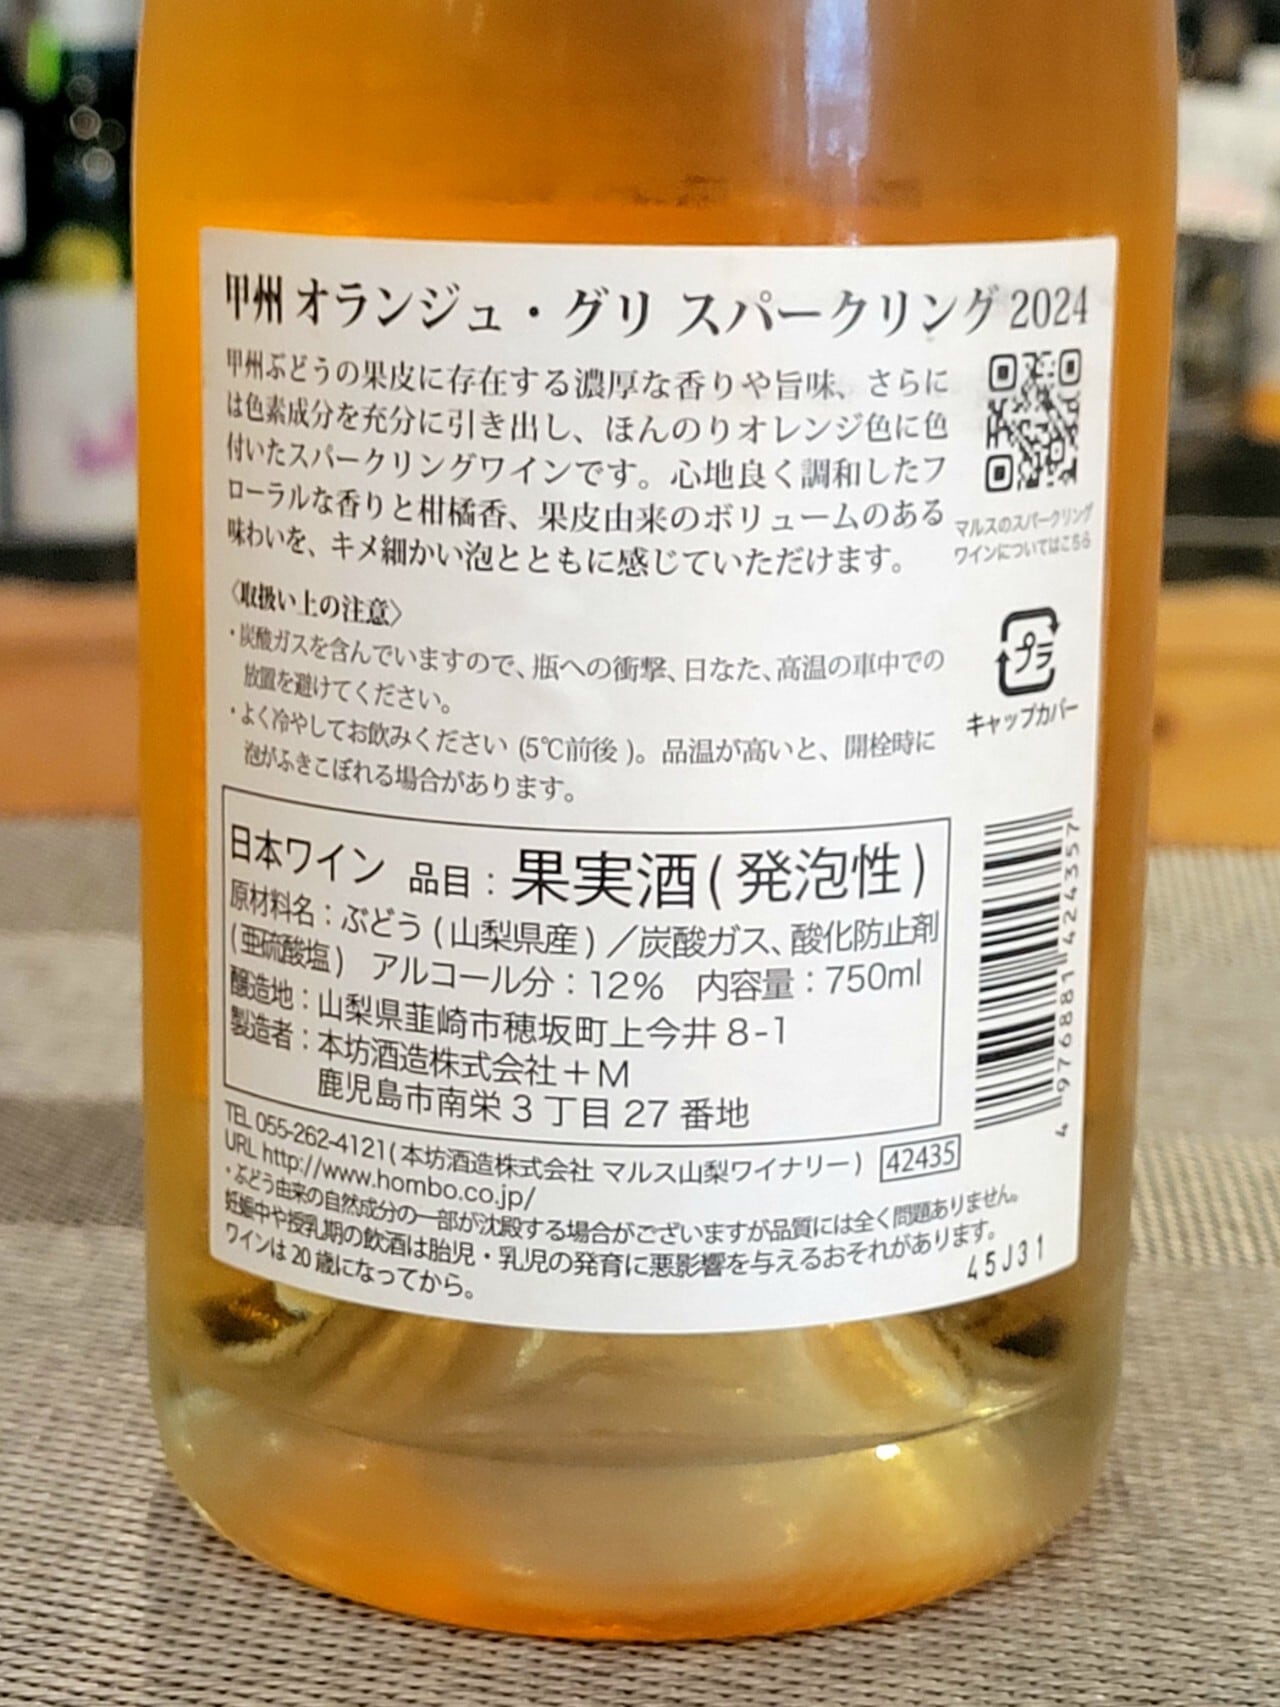 甲州 オランジュ・グリ スパークリング 2024
甲州ぶどうの果皮に存在する濃厚な香りや旨味、さらに
は色素成分を充分に引き出し、ほんのりオレンジ色に色
付いたスパークリングワインです。心地良く調和したフ
ローラルな香りと柑橘香、果皮由来のボリュームのある
味わいを、キメ細かい泡とともに感じていただけます。
マルスのスパークリング
ワインについてはこちら
〈取扱い上の注意〉
・炭酸ガスを含んでいますので、瓶への衝撃、日なた、高温の車中での
放置を避けてください。
・よく冷やしてお飲みください (5℃前後)。品温が高いと、開栓時に
泡がふきこぼれる場合があります。
プラ
キャップカバー
日本ワイン 品目：果実酒(発泡性)
原材料名：ぶどう(山梨県産)／炭酸ガス、酸化防止剤
(亜硫酸塩) アルコール分：12% 内容量：750ml
醸造地：山梨県韮崎市穂坂町上今井8-1
製造者：本坊酒造株式会社＋M
鹿児島市南栄3丁目27番地
4976881424357
TEL 055-262-4121(本坊酒造株式会社 マルス山梨ワイナリー) 42435
URL http://www.hombo.co.jp/
・ぶどう由来の自然成分の一部が沈殿する場合がございますが品質には全く問題ありません。
妊娠中や授乳期の飲酒は胎児・乳児の発育に悪影響を与えるおそれがあります。
ワインは20歳になってから。
45J31